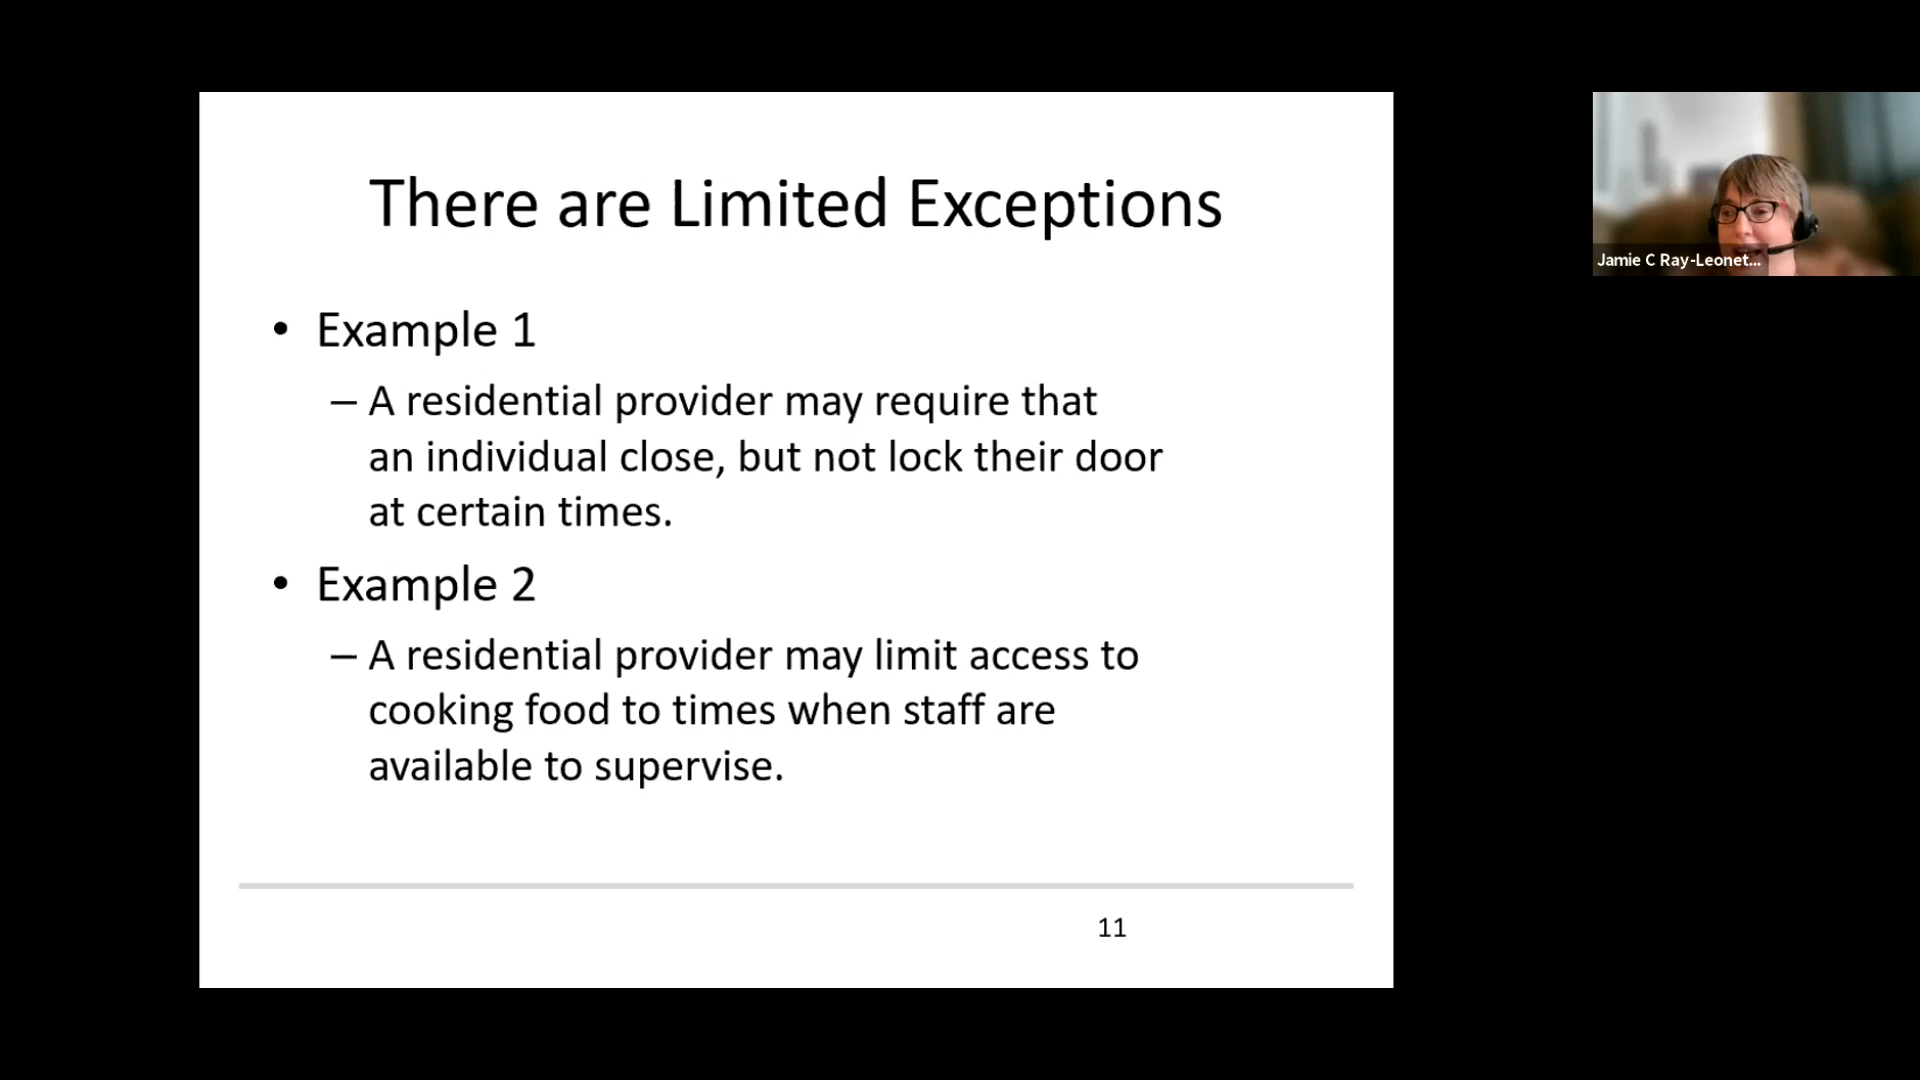 There are Limited Exceptions
• Example 1
– A residential provider may require that
an individual close, but not lock their door
at certain times.
• Example 2
– A residential provider may limit access to
cooking food to times when staff are
available to supervise.
11
Jamie C Ray-Leonet...